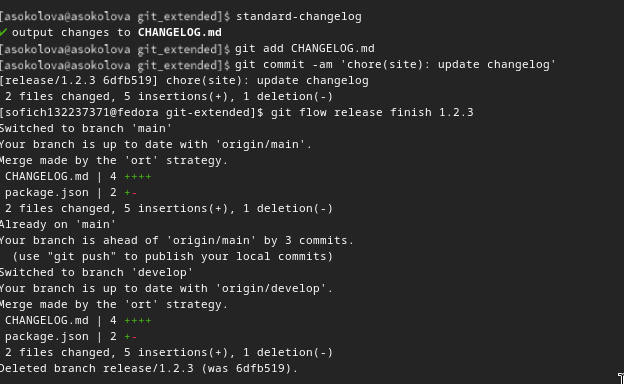 [asokolova@asokolova git_extended]$ standard-changelog
✔ output changes to CHANGELOG.md
[asokolova@asokolova git_extended]$ git add CHANGELOG.md
[asokolova@asokolova git_extended]$ git commit -am 'chore(site): update changelog'
[release/1.2.3 6dfb519] chore(site): update changelog
2 files changed, 5 insertions(+), 1 deletion(-)
[sofich132237371@fedora git-extended]$ git flow release finish 1.2.3
Switched to branch 'main'
Your branch is up to date with 'origin/main'.
Merge made by the 'ort' strategy.
CHANGELOG.md | 4 ++++
package.json | 2 +-
2 files changed, 5 insertions(+), 1 deletion(-)
Already on 'main'
Your branch is ahead of 'origin/main' by 3 commits.
(use "git push" to publish your local commits)
Switched to branch 'develop'
Your branch is up to date with 'origin/develop'.
Merge made by the 'ort' strategy.
CHANGELOG.md | 4 ++++
package.json | 2 +-
2 files changed, 5 insertions(+), 1 deletion(-)
Deleted branch release/1.2.3 (was 6dfb519).